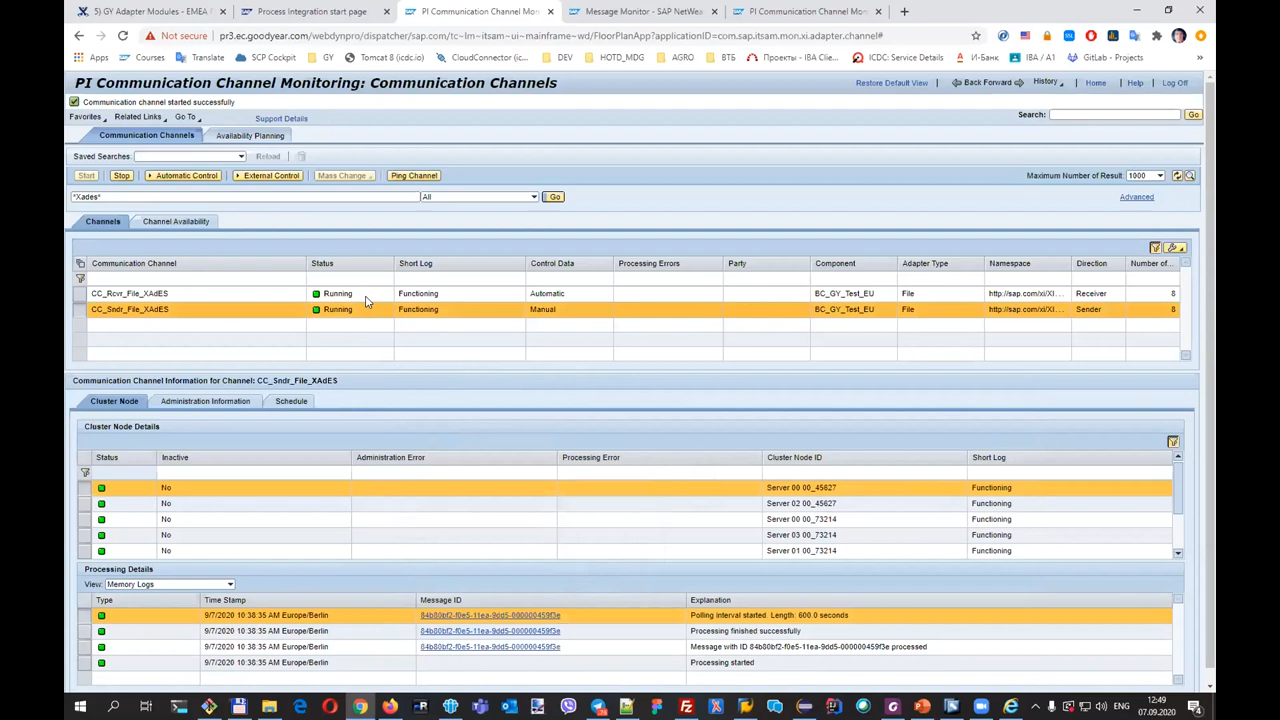 5) GY Adapter Modules - EMEA F
Process Integration start page
PI Communication Channel Moni
Message Monitor - SAP NetWea
PI Communication Channel Moni
Not secure
pr3.ec.goodyear.com/webdynpro/dispatcher/sap.com/tc~lm~itsam~ui~mainframe~wd/FloorPlanApp?applicationID=com.sap.itsam.mon.xi.adapter.channel#
Apps Courses Translate SCP Cockpit GY Tomcat 8 (icdc.io) CloudConnector (ic... DEV HOTD_MDG AGRO ВТБ Проекты - IBA Clie... ICDC: Service Details И-Банк IBA / A1 GitLab - Projects
PI Communication Channel Monitoring: Communication Channels
Restore Default View Back Forward History Home Help Log Off
Communication channel started successfully
Favorites Related Links Go To Support Details Search: Go
Communication Channels Availability Planning
Saved Searches: Reload
Start Stop Automatic Control External Control Mass Change Ping Channel Maximum Number of Result: 1000
*Xades* All Go Advanced
Channels Channel Availability
Communication Channel Status Short Log Control Data Processing Errors Party Component Adapter Type Namespace Direction Number of...
CC_Rcvr_File_XAdES Running Functioning Automatic BC_GY_Test_EU File http://sap.com/xi/XI... Receiver 8
CC_Sndr_File_XAdES Running Functioning Manual BC_GY_Test_EU File http://sap.com/xi/XI... Sender 8
Communication Channel Information for Channel: CC_Sndr_File_XAdES
Cluster Node Administration Information Schedule
Cluster Node Details
Status Inactive Administration Error Processing Error Cluster Node ID Short Log
No Server 00 00_45627 Functioning
No Server 02 00_45627 Functioning
No Server 00 00_73214 Functioning
No Server 03 00_73214 Functioning
No Server 01 00_73214 Functioning
Processing Details
View: Memory Logs
Type Time Stamp Message ID Explanation
9/7/2020 10:38:35 AM Europe/Berlin 84b80bf2-f0e5-11ea-9dd5-000000459f3e Polling interval started. Length: 600.0 seconds
9/7/2020 10:38:35 AM Europe/Berlin 84b80bf2-f0e5-11ea-9dd5-000000459f3e Processing finished successfully
9/7/2020 10:38:35 AM Europe/Berlin 84b80bf2-f0e5-11ea-9dd5-000000459f3e Message with ID 84b80bf2-f0e5-11ea-9dd5-000000459f3e processed
9/7/2020 10:38:35 AM Europe/Berlin Processing started
ENG
12:49
07.09.2020